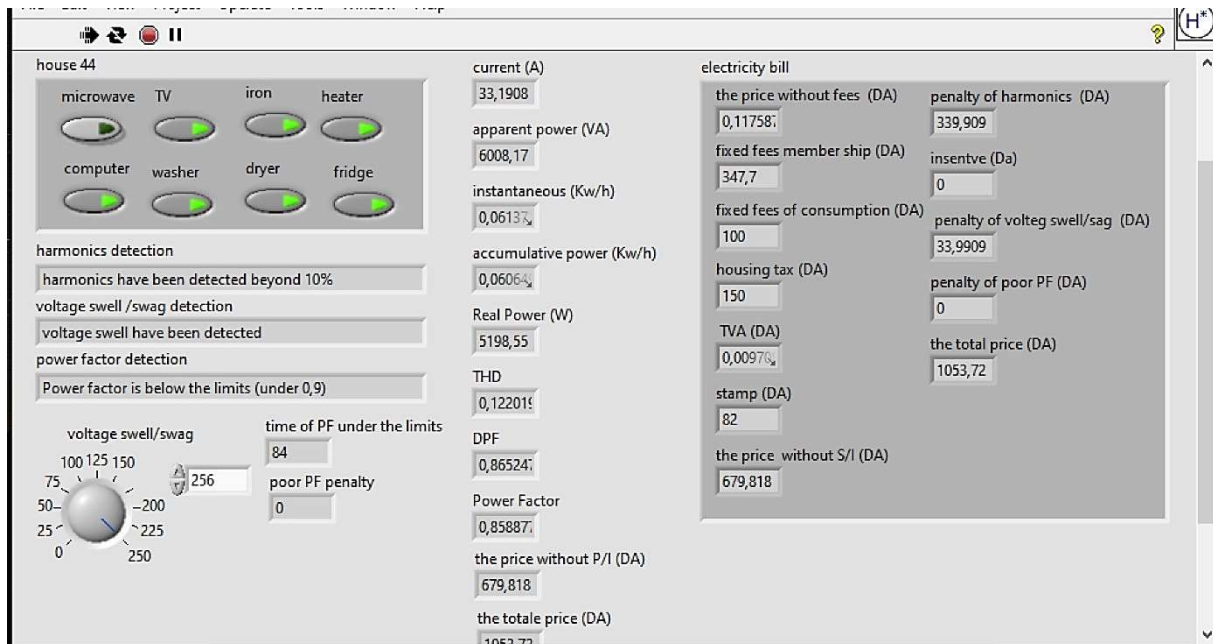 house 44
microwave TV iron heater
computer washer dryer fridge
harmonics detection
harmonics have been detected beyond 10%
voltage swell /swag detection
voltage swell have been detected
power factor detection
Power factor is below the limits (under 0,9)
voltage swell/swag
0 25 50 75 100 125 150 200 225 250
256
time of PF under the limits
84
poor PF penalty
0
current (A)
33,1908
apparent power (VA)
6008,17
instantaneous (Kw/h)
0,06137
accumulative power (Kw/h)
0,06064
Real Power (W)
5198,55
THD
0,122019
DPF
0,865247
Power Factor
0,858877
the price without P/I (DA)
679,818
the totale price (DA)
1053,72
electricity bill
the price without fees (DA)
0,117587
fixed fees member ship (DA)
347,7
fixed fees of consumption (DA)
100
housing tax (DA)
150
TVA (DA)
0,00970
stamp (DA)
82
the price without S/I (DA)
679,818
penalty of harmonics (DA)
339,909
insentve (Da)
0
penalty of volteg swell/sag (DA)
33,9909
penalty of poor PF (DA)
0
the total price (DA)
1053,72